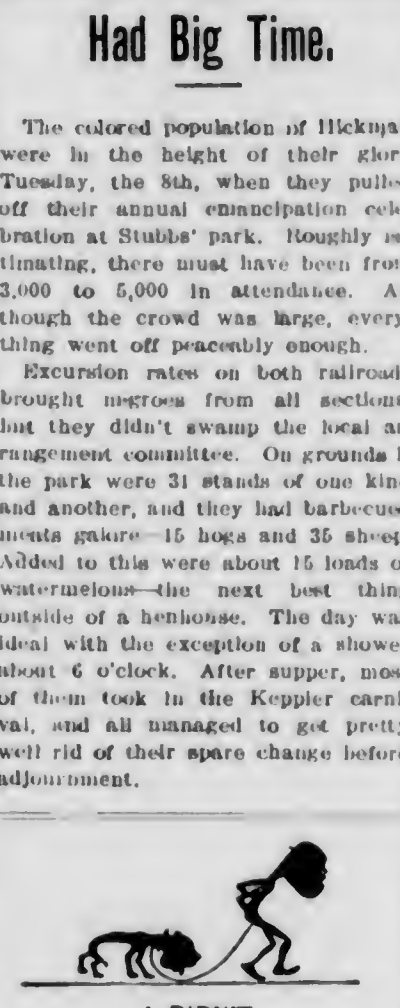 Had Big Time.
The colored population of Hickma
were in the height of their glor
Tuesday, the 8th, when they pulle
off their annual emancipation cele
bration at Stubbs' park. Roughly es
timating, there must have been from
3,000 to 5,000 in attendance. A
though the crowd was large, every
thing went off peaceably enough.
Excursion rates on both railroad
brought negroes from all sections
but they didn't swamp the local ar
rangement committee. On grounds
the park were 31 stands of one kin
and another, and they had barbecue
meats galore—15 hogs and 35 sheep
Added to this were about 15 loads o
watermelons—the next best thin
outside of a henhouse. The day wa
ideal with the exception of a showe
about 6 o'clock. After supper, mos
of them took in the Keppler carni
val, and all managed to get pretty
well rid of their spare change before
adjournment.